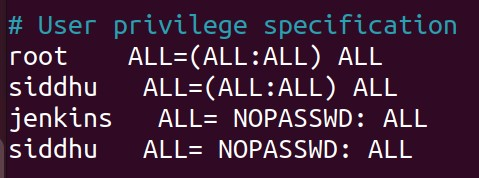 # User privilege specification
root    ALL=(ALL:ALL) ALL
siddhu   ALL=(ALL:ALL) ALL
jenkins   ALL= NOPASSWD: ALL
siddhu   ALL= NOPASSWD: ALL